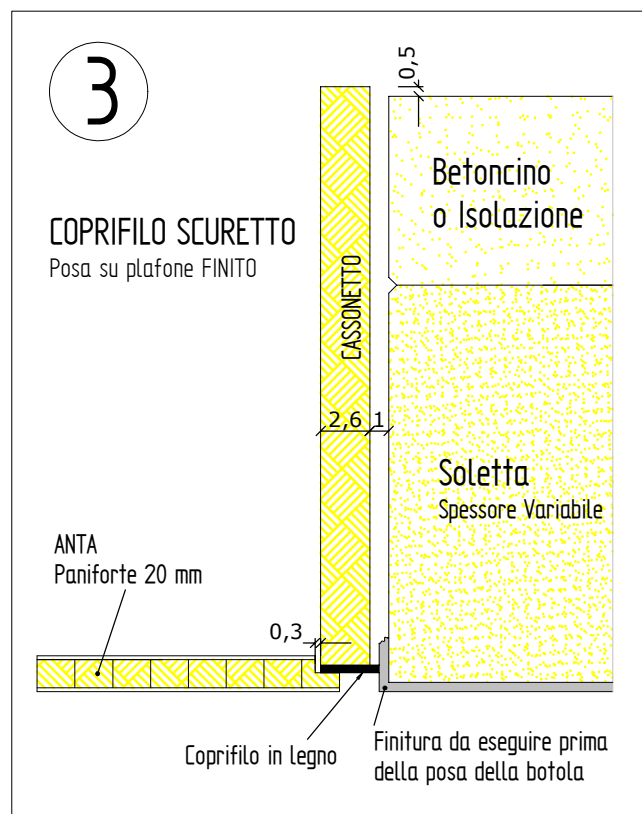 3
0,5
Betoncino
o Isolazione
COPRIFILO SCURETTO
Posa su plafone FINITO
CASSONETTO
2,6
1
Soletta
Spessore Variabile
ANTA
Paniforte 20 mm
0,3
Coprifilo in legno
Finitura da eseguire prima
della posa della botola